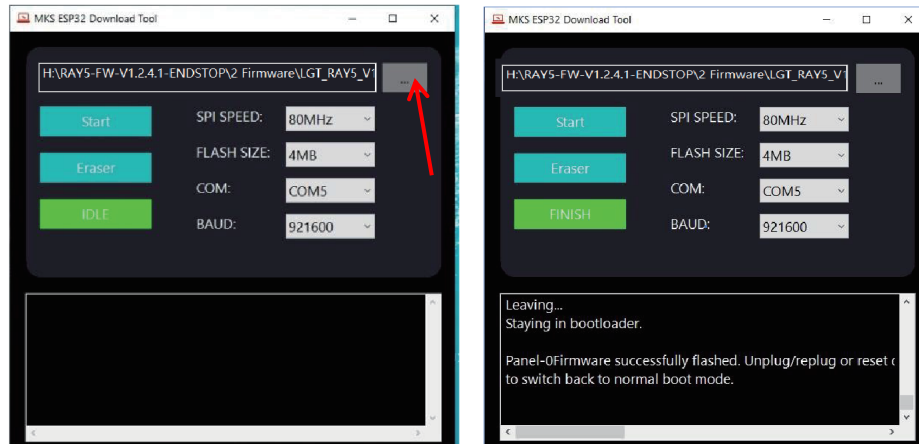 MKS ESP32 Download Tool
H:\RAY5-FW-V1.2.4.1-ENDSTOP\2 Firmware\LGT_RAY5_V1
...
Start
SPI SPEED:
80MHz
Eraser
FLASH SIZE:
4MB
IDLE
COM:
COM5
BAUD:
921600
MKS ESP32 Download Tool
H:\RAY5-FW-V1.2.4.1-ENDSTOP\2 Firmware\LGT_RAY5_V1
...
Start
SPI SPEED:
80MHz
Eraser
FLASH SIZE:
4MB
FINISH
COM:
COM5
BAUD:
921600
Leaving...
Staying in bootloader.
Panel-0Firmware successfully flashed. Unplug/replug or reset
to switch back to normal boot mode.